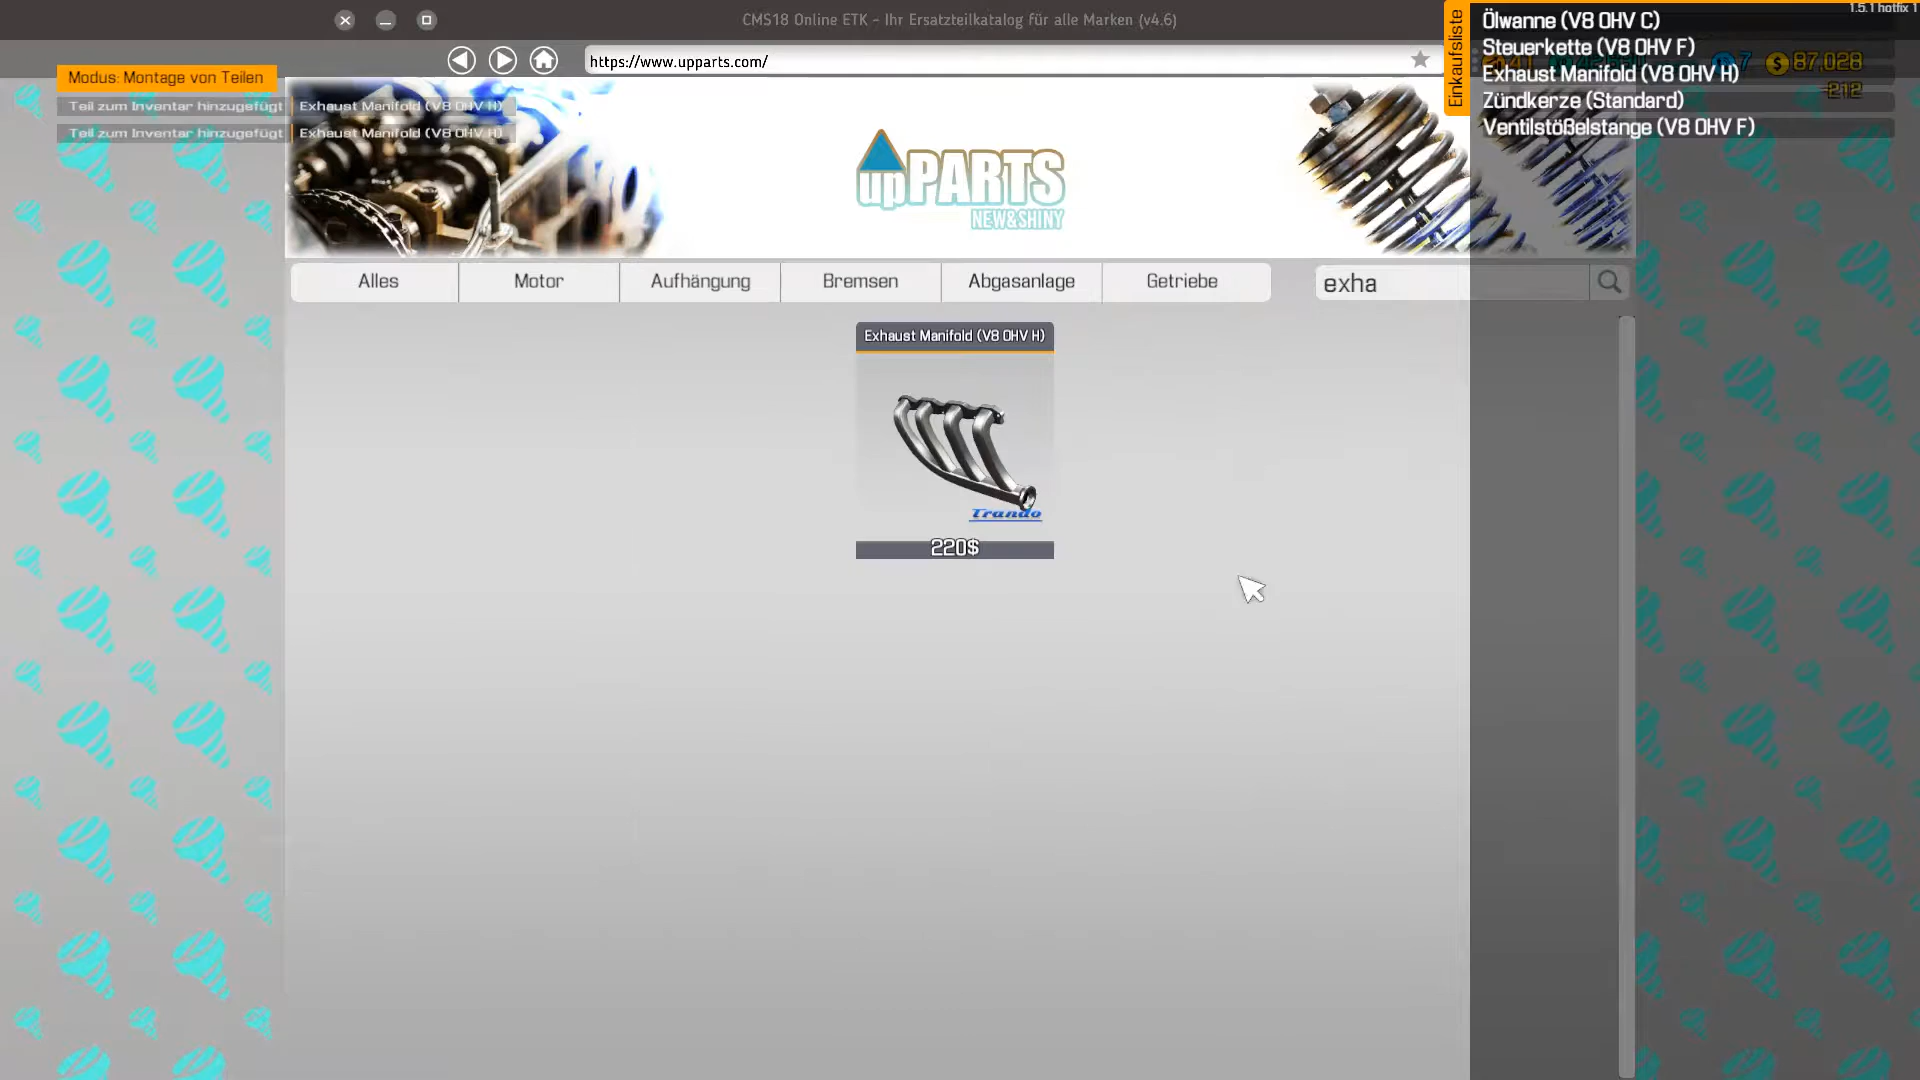 CMS18 Online ETK - Ihr Ersatzteilkatalog für alle Marken (v4.6)
1.5.1 hotfix 1
https://www.upparts.com/
Modus: Montage von Teilen
Teil zum Inventar hinzugefügt Exhaust Manifold (V8 OHV H)
Teil zum Inventar hinzugefügt Exhaust Manifold (V8 OHV H)
Einkaufsliste
Ölwanne (V8 OHV C)
Steuerkette (V8 OHV F)
Exhaust Manifold (V8 OHV H)
Zündkerze (Standard)
Ventilstößelstange (V8 OHV F)
7
87,028
-212
upPARTS
NEW&SHINY
Alles Motor Aufhängung Bremsen Abgasanlage Getriebe
exha
Exhaust Manifold (V8 OHV H)
Trando
220$